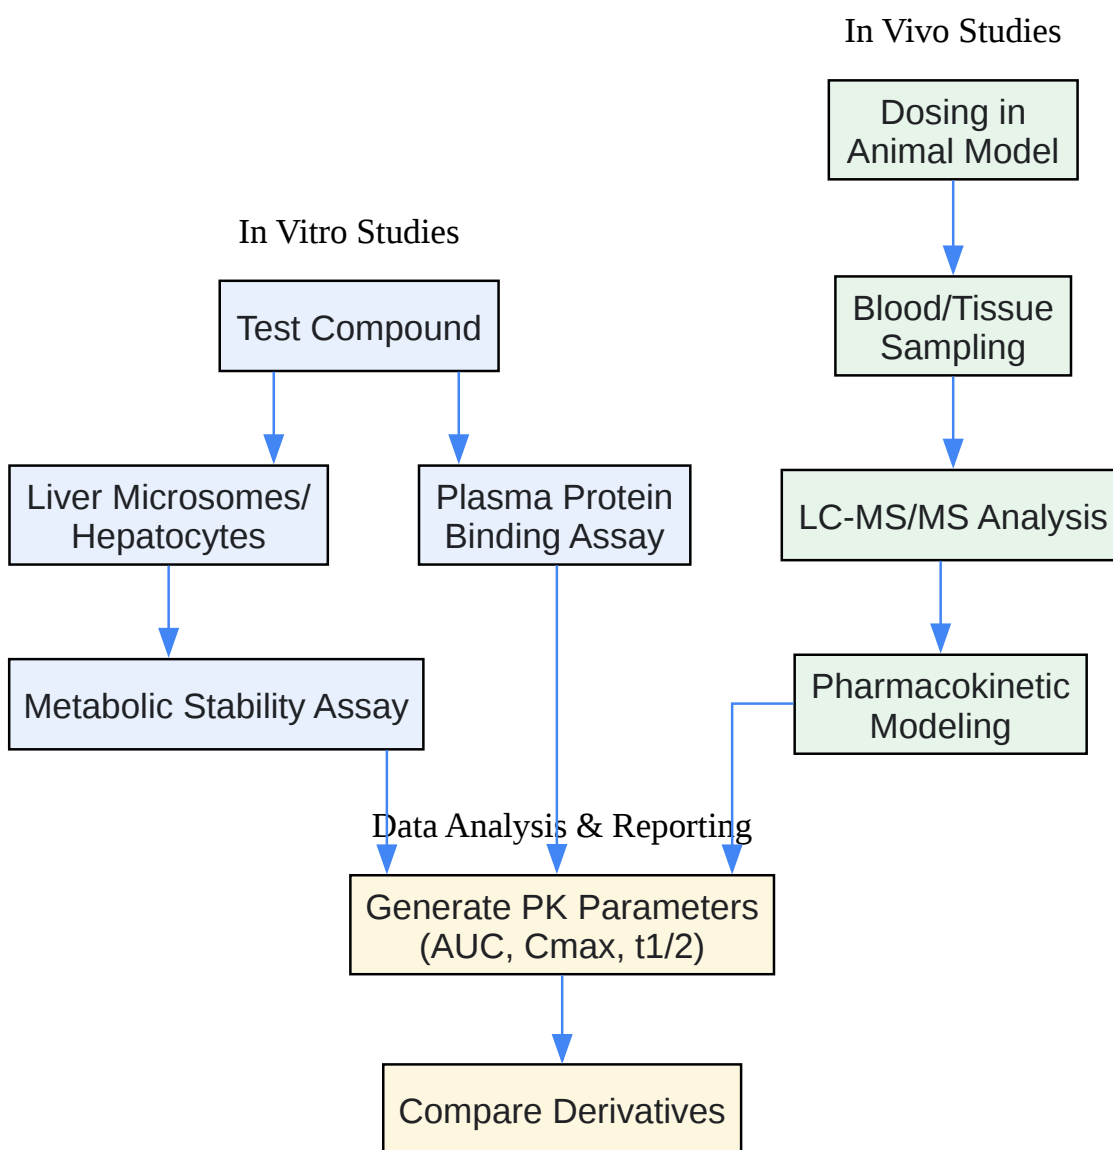 In Vivo Studies
Dosing in
Animal Model
Blood/Tissue
Sampling
LC-MS/MS Analysis
Pharmacokinetic
Modeling
In Vitro Studies
Test Compound
Liver Microsomes/
Hepatocytes
Plasma Protein
Binding Assay
Metabolic Stability Assay
Data Analysis & Reporting
Generate PK Parameters
(AUC, Cmax, t1/2)
Compare Derivatives